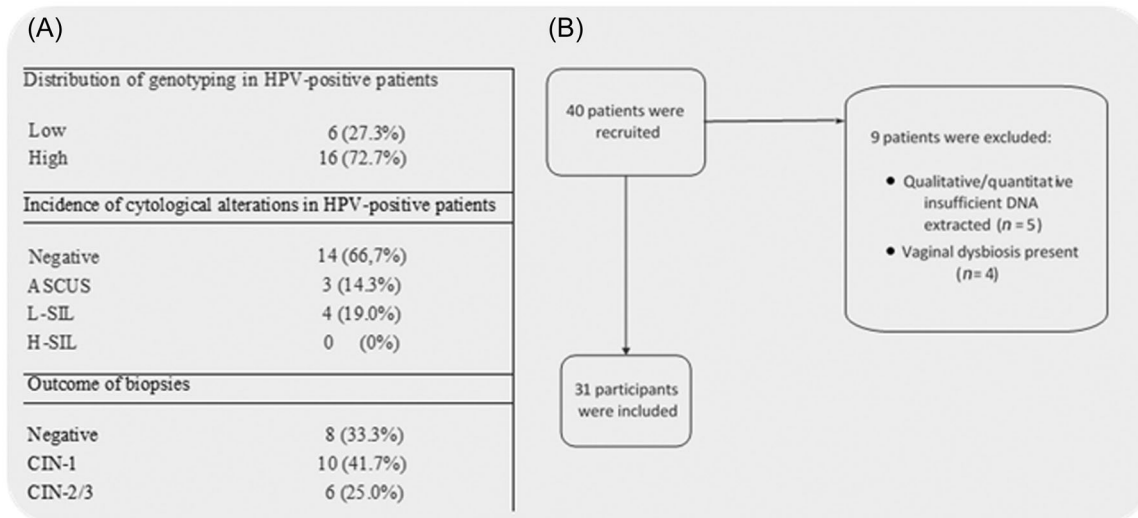 (A)
Distribution of genotyping in HPV-positive patients
Low 6 (27.3%)
High 16 (72.7%)
Incidence of cytological alterations in HPV-positive patients
Negative 14 (66,7%)
ASCUS 3 (14.3%)
L-SIL 4 (19.0%)
H-SIL 0 (0%)
Outcome of biopsies
Negative 8 (33.3%)
CIN-1 10 (41.7%)
CIN-2/3 6 (25.0%)
(B)
40 patients were
recruited
9 patients were excluded:
● Qualitative/quantitative
insufficient DNA
extracted (n = 5)
● Vaginal dysbiosis present
(n= 4)
31 participants
were included